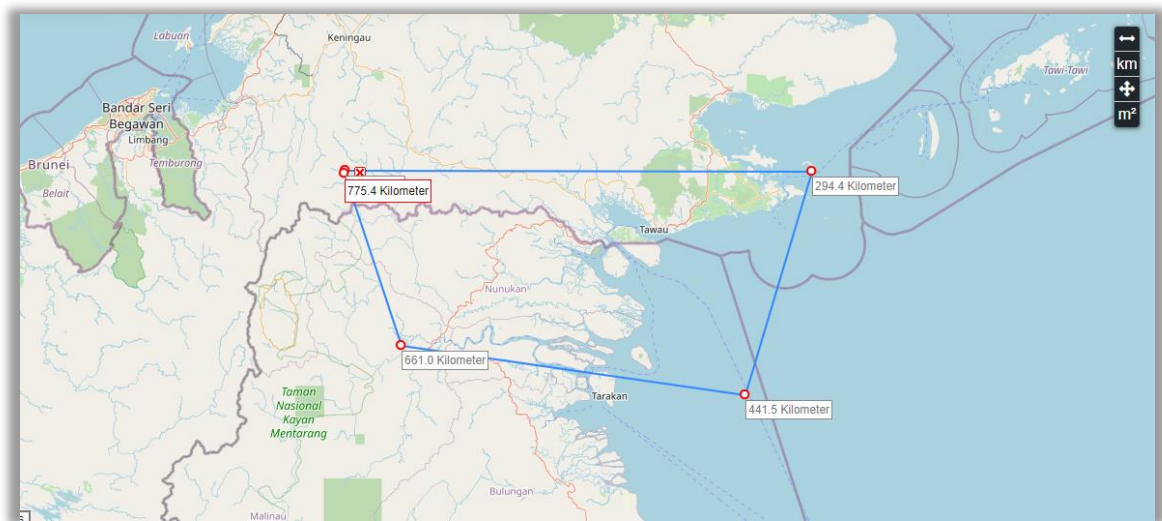 Labuan
Keningau
km
m²
Tawi-Tawi
Bandar Seri
Begawan
Limbang
Temburong
Brunei
Belait
775.4 Kilometer
294.4 Kilometer
Tawau
Nunukan
661.0 Kilometer
Taman
Nasional
Kayan
Mentarang
Tarakan
441.5 Kilometer
Bulungan
Malinau